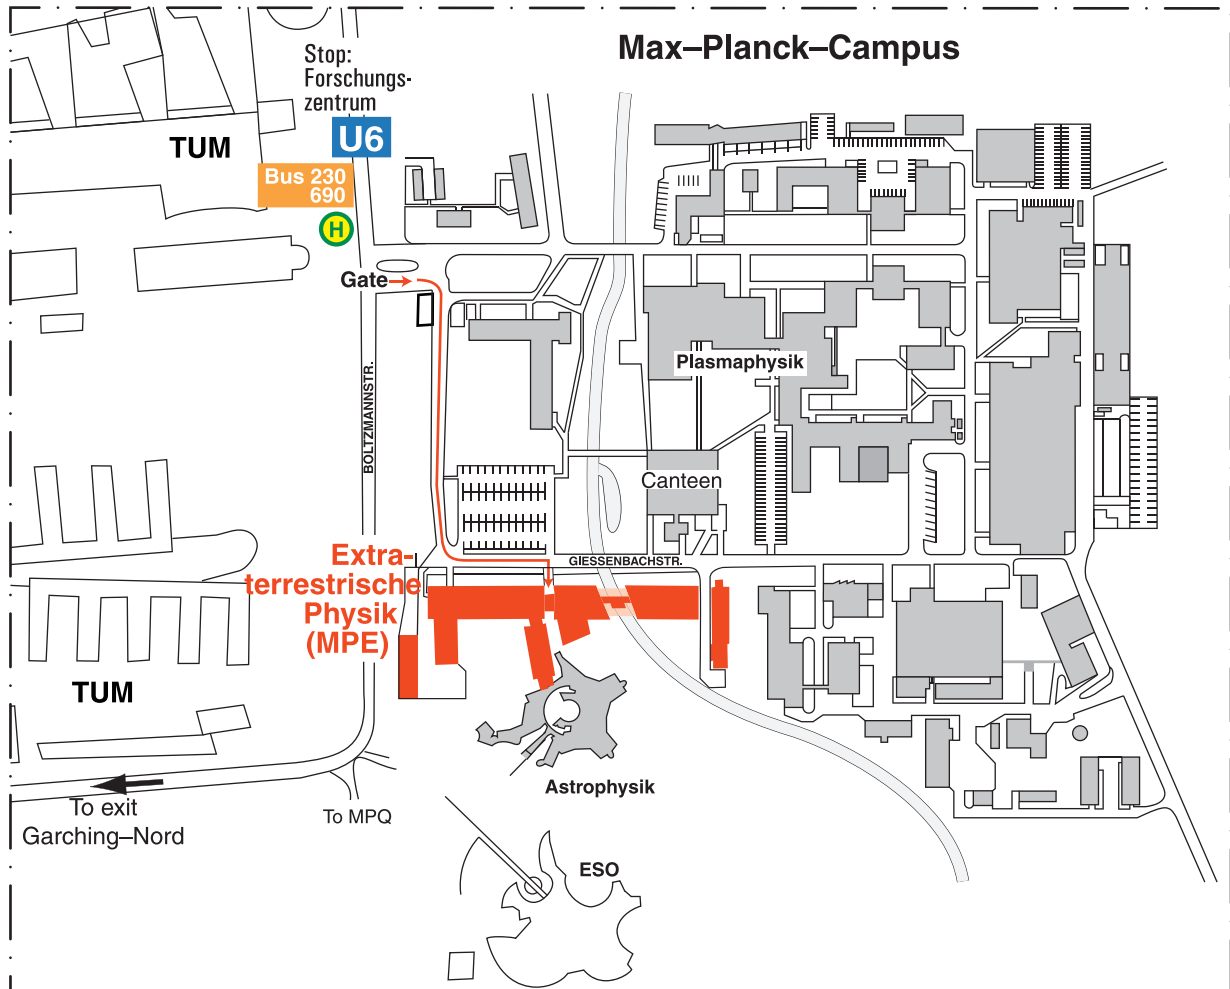 Max–Planck–Campus
Stop:
Forschungs-
zentrum
U6
TUM
Bus 230
690
H
Gate
Plasmaphysik
BOLTZMANNSTR.
Canteen
GIESSENBACHSTR.
Extra-
terrestrische
Physik
(MPE)
TUM
Astrophysik
To exit
Garching–Nord
To MPQ
ESO